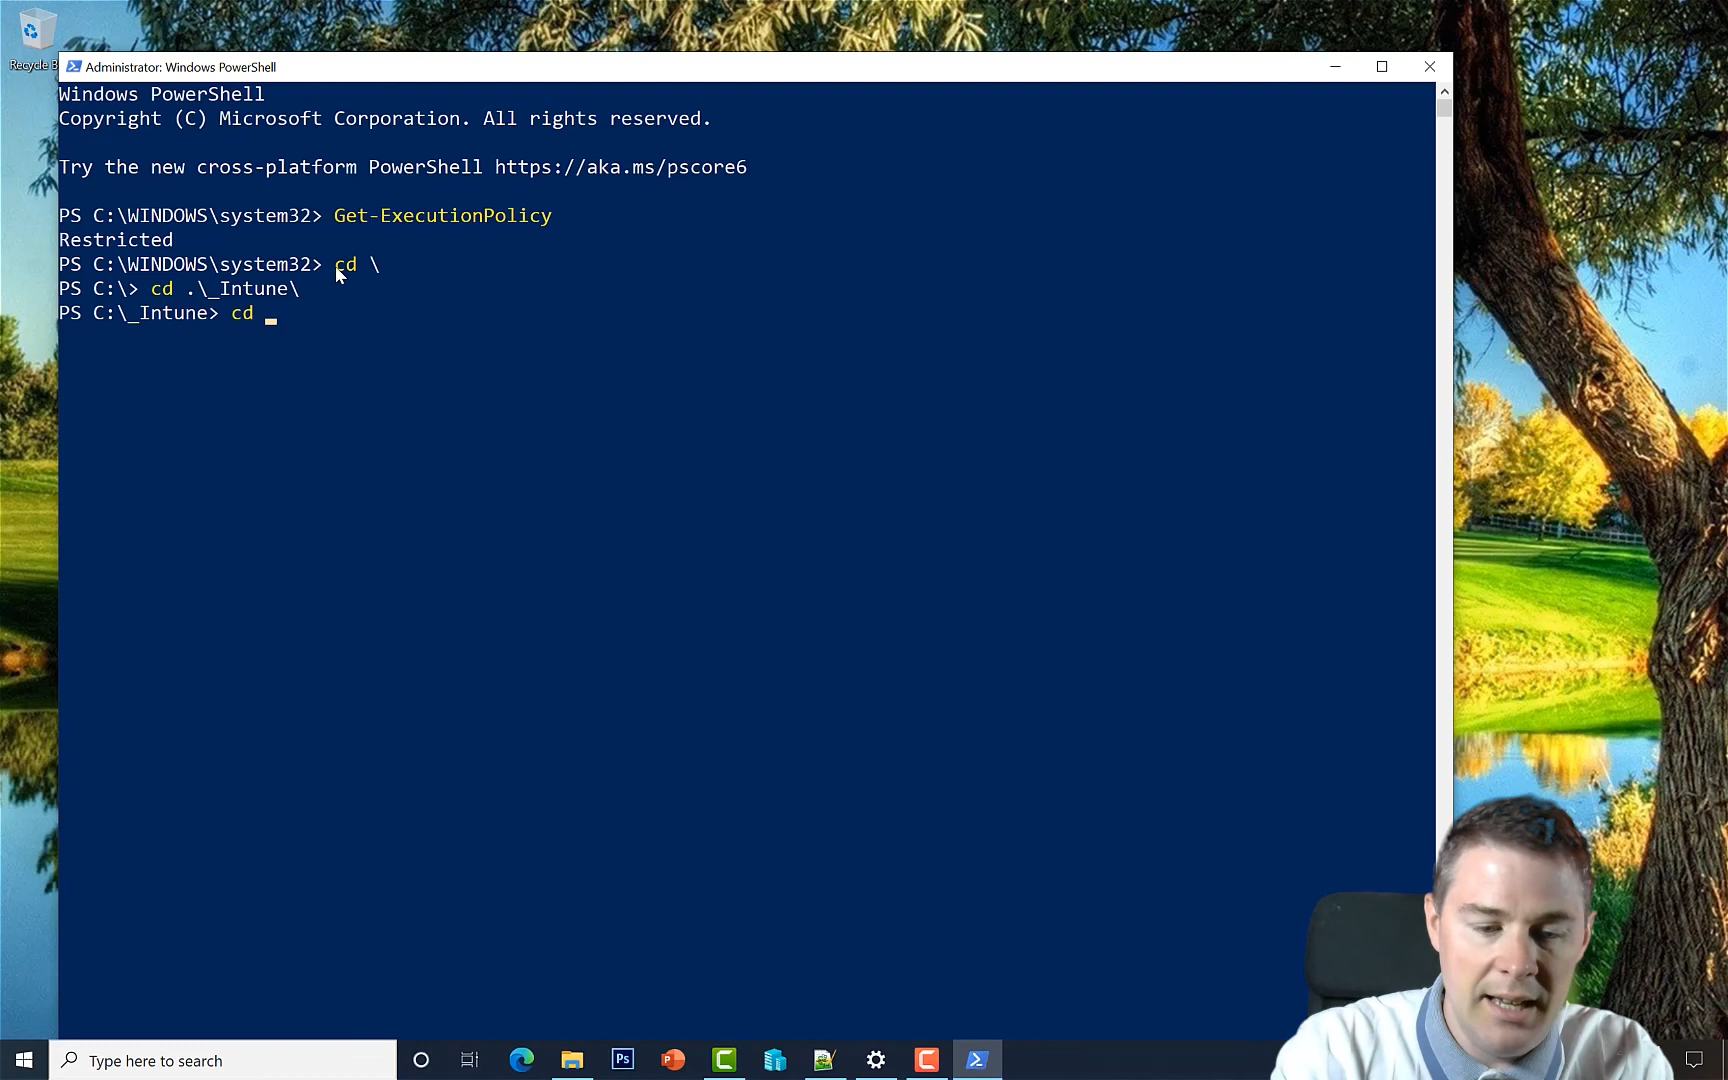 Recycle B
Administrator: Windows PowerShell
Windows PowerShell
Copyright (C) Microsoft Corporation. All rights reserved.
Try the new cross-platform PowerShell https://aka.ms/pscore6
PS C:\WINDOWS\system32> Get-ExecutionPolicy
Restricted
PS C:\WINDOWS\system32> cd \
PS C:\> cd .\_Intune\
PS C:\_Intune> cd
Type here to search
Ps